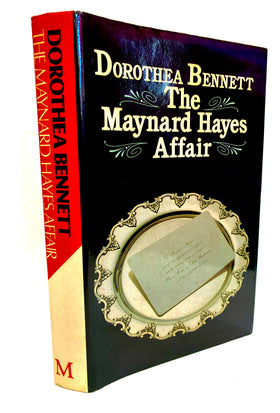 DOROTHEA BENNETT
The
Maynard Hayes
Affair
DOROTHEA BENNETT
THE MAYNARD HAYES AFFAIR
M